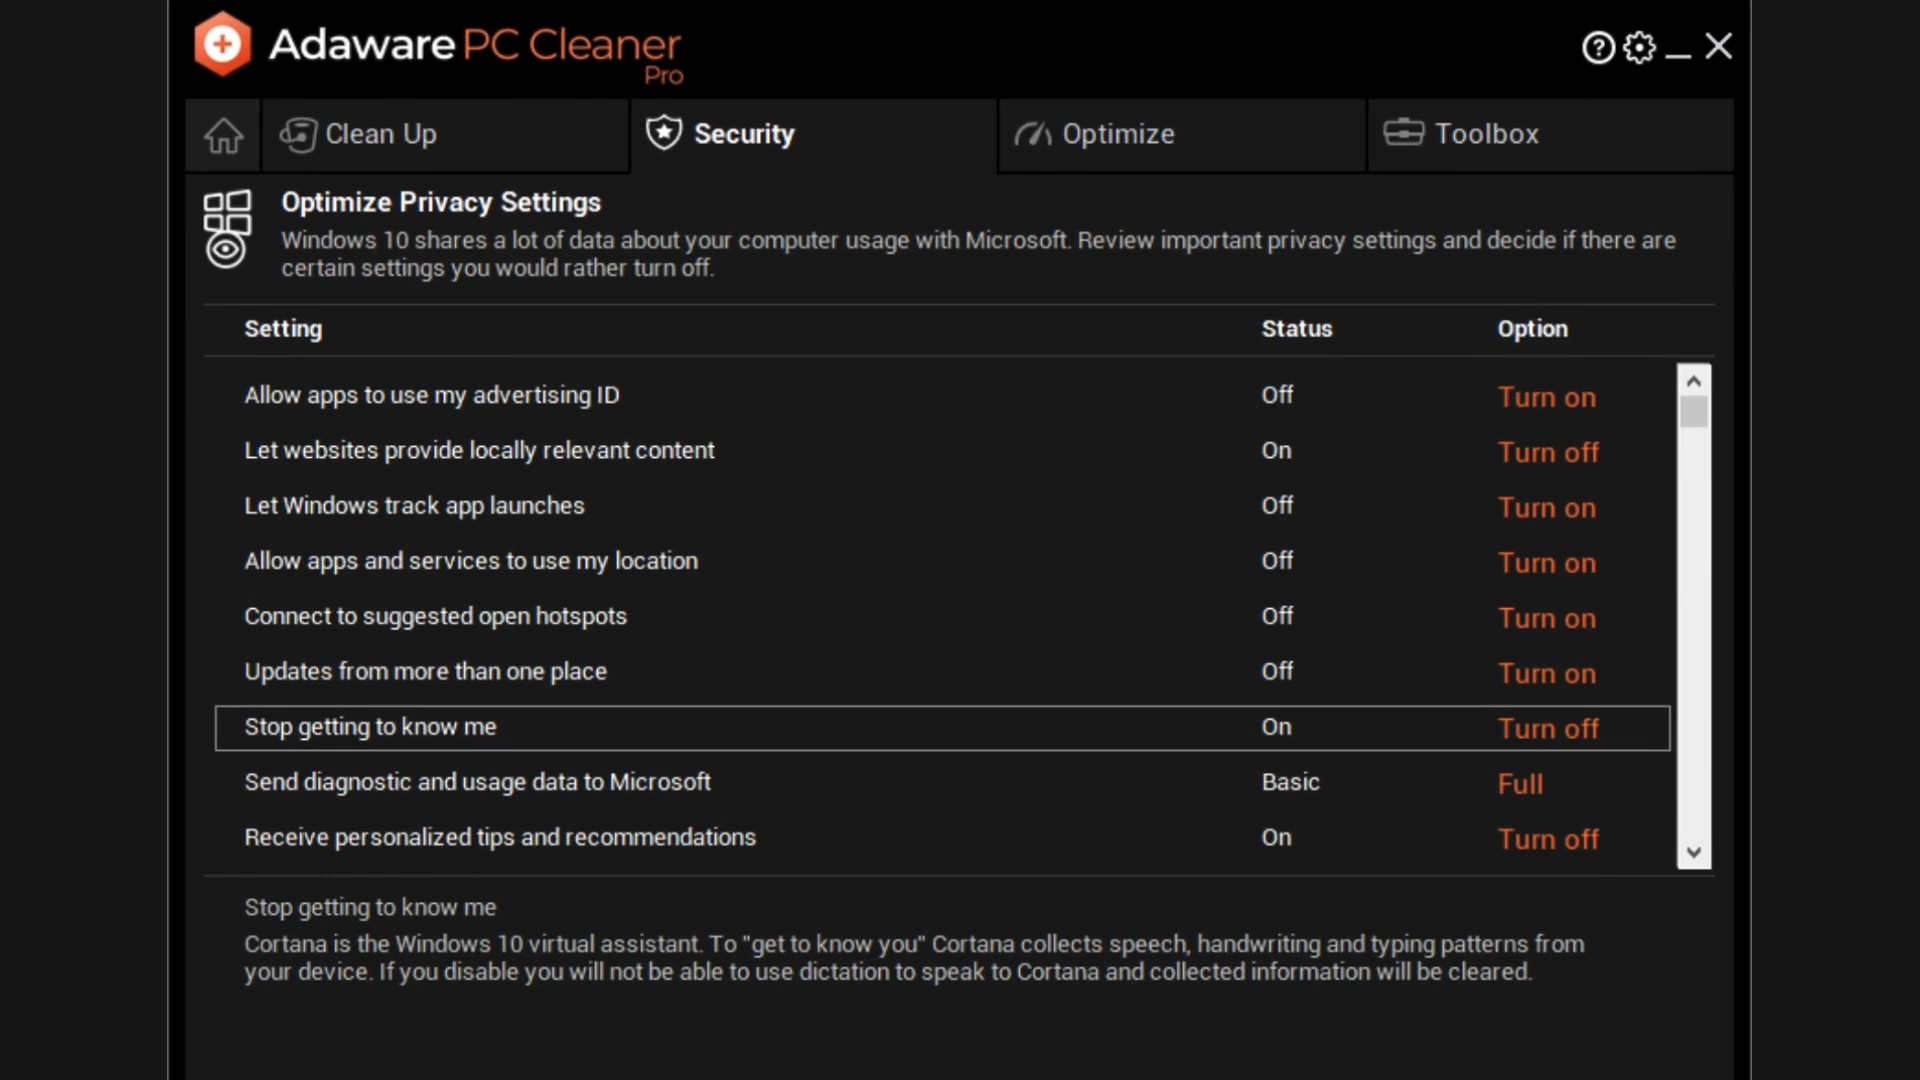 Adaware PC Cleaner
Pro
Clean Up
Security
Optimize
Toolbox
Optimize Privacy Settings
Windows 10 shares a lot of data about your computer usage with Microsoft. Review important privacy settings and decide if there are
certain settings you would rather turn off.
Setting Status Option
Allow apps to use my advertising ID Off Turn on
Let websites provide locally relevant content On Turn off
Let Windows track app launches Off Turn on
Allow apps and services to use my location Off Turn on
Connect to suggested open hotspots Off Turn on
Updates from more than one place Off Turn on
Stop getting to know me On Turn off
Send diagnostic and usage data to Microsoft Basic Full
Receive personalized tips and recommendations On Turn off
Stop getting to know me
Cortana is the Windows 10 virtual assistant. To "get to know you" Cortana collects speech, handwriting and typing patterns from
your device. If you disable you will not be able to use dictation to speak to Cortana and collected information will be cleared.